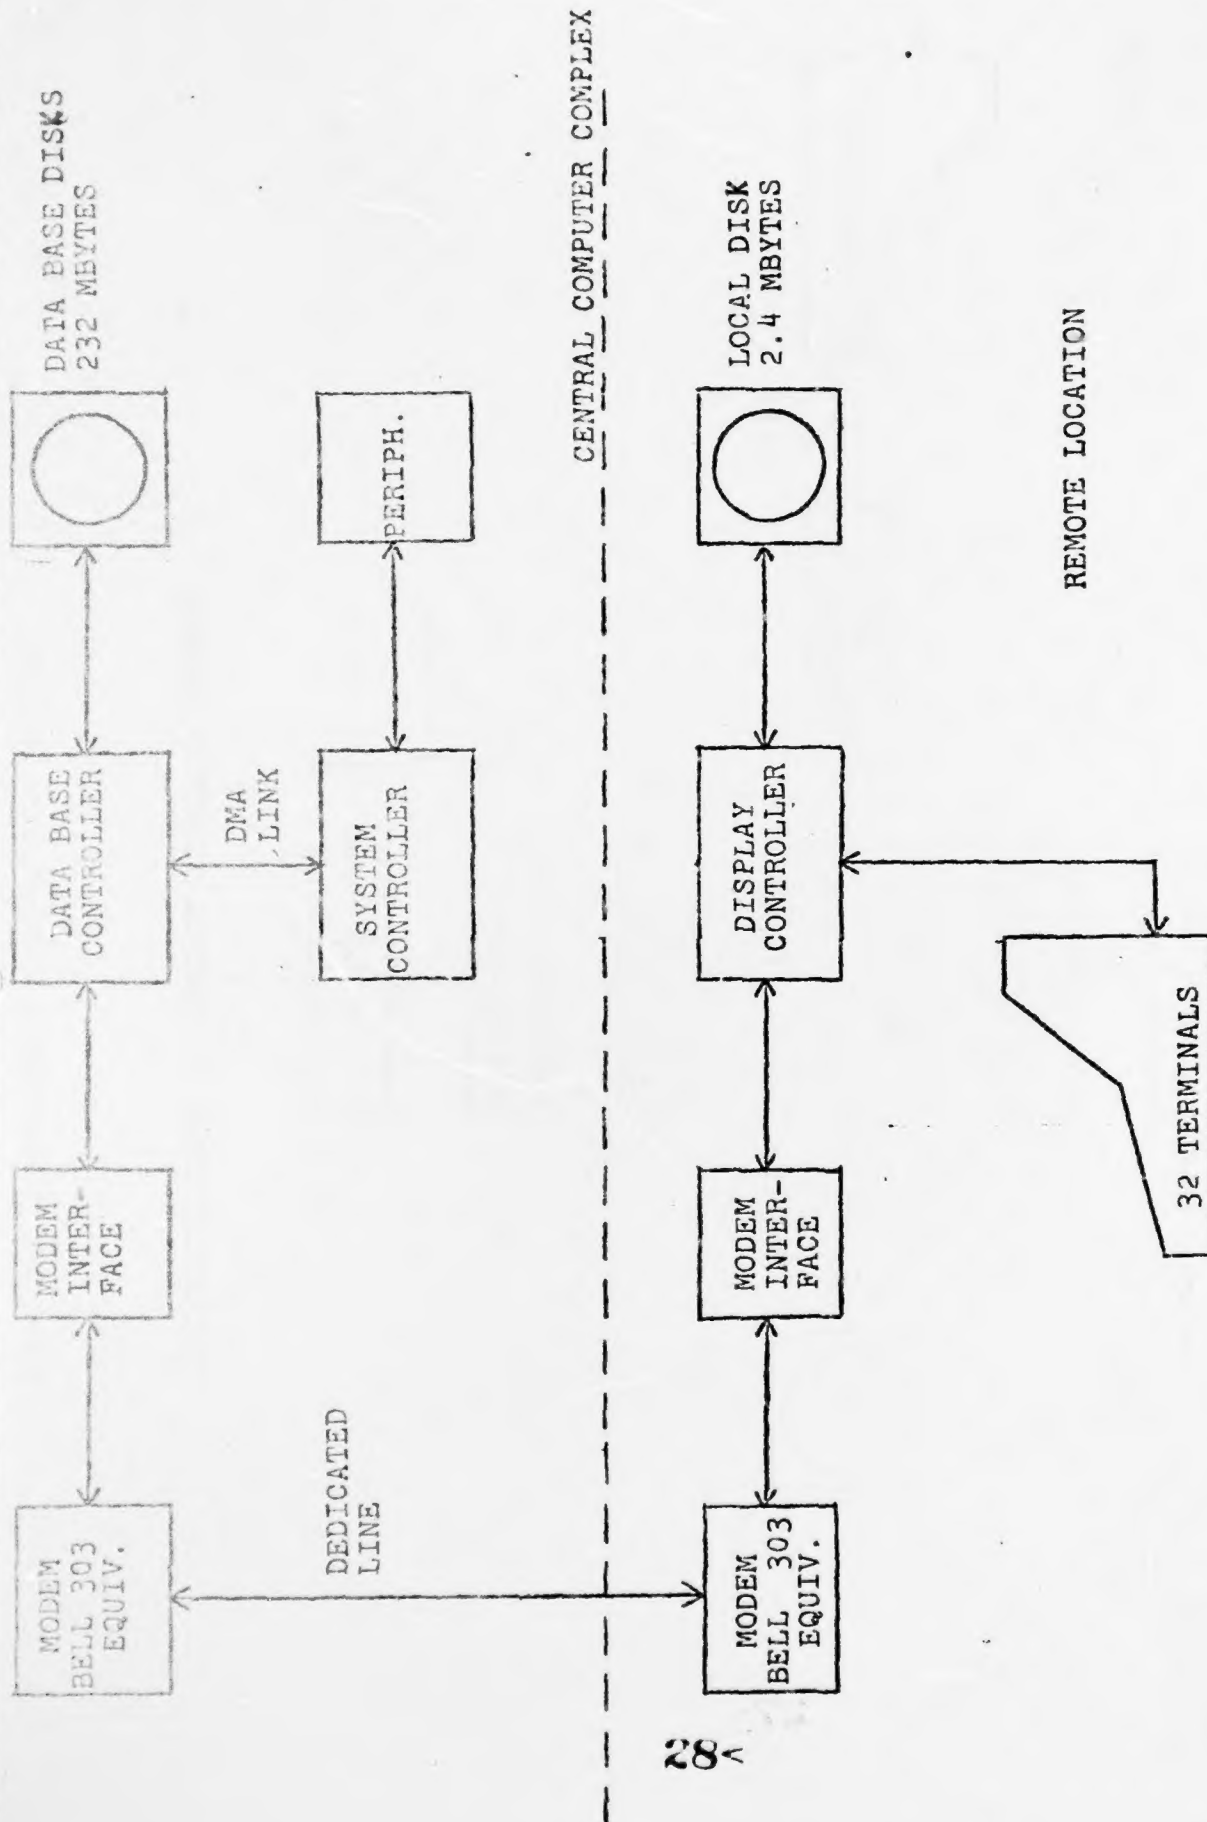 MODEM
BELL 303
EQUIV.
MODEM
INTER-
FACE
DATA BASE
CONTROLLER
DATA BASE DISKS
232 MBYTES
DMA
LINK
DEDICATED
LINE
SYSTEM
CONTROLLER
PERIPH.
CENTRAL COMPUTER COMPLEX
MODEM
BELL 303
EQUIV.
MODEM
INTER-
FACE
DISPLAY
CONTROLLER
LOCAL DISK
2.4 MBYTES
REMOTE LOCATION
32 TERMINALS
28<